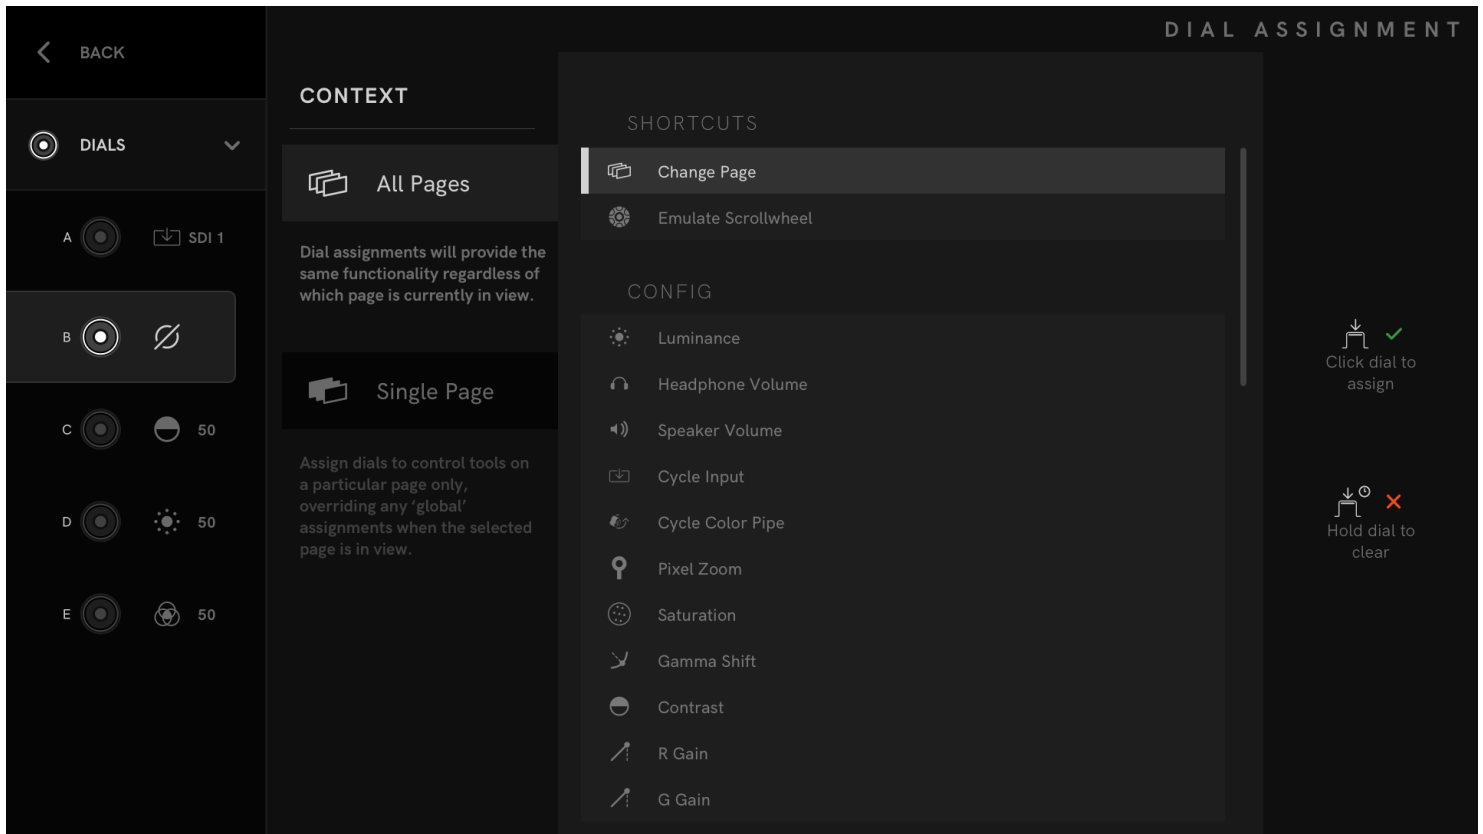 DIAL ASSIGNMENT
BACK
DIALS
A SDI 1
B
C 50
D 50
E 50
CONTEXT
All Pages
Dial assignments will provide the
same functionality regardless of
which page is currently in view.
Single Page
Assign dials to control tools on
a particular page only,
overriding any ‘global’
assignments when the selected
page is in view.
SHORTCUTS
Change Page
Emulate Scrollwheel
CONFIG
Luminance
Headphone Volume
Speaker Volume
Cycle Input
Cycle Color Pipe
Pixel Zoom
Saturation
Gamma Shift
Contrast
R Gain
G Gain
Click dial to
assign
Hold dial to
clear